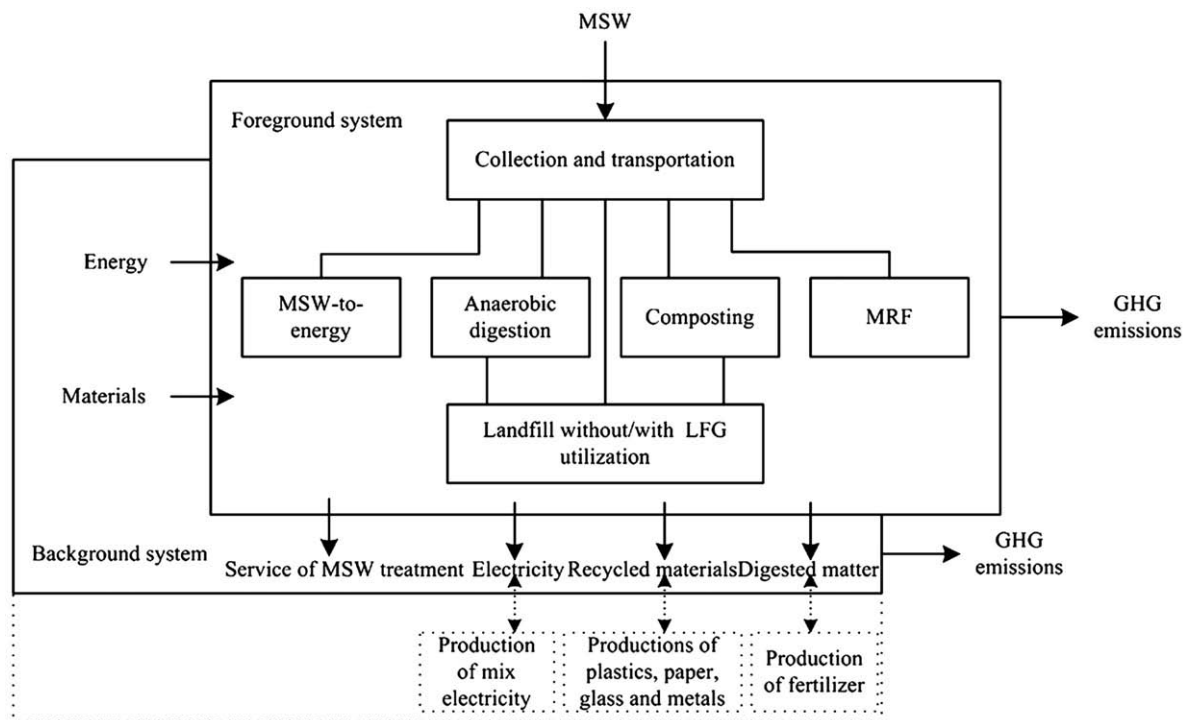 MSW
Foreground system
Collection and transportation
Energy
MSW-to-
energy
Anaerobic
digestion
Composting
MRF
GHG
emissions
Materials
Landfill without/with LFG
utilization
Background system
Service of MSW treatment
Electricity
Recycled materials
Digested matter
GHG
emissions
Production
of mix
electricity
Productions of
plastics, paper,
glass and metals
Production
of fertilizer